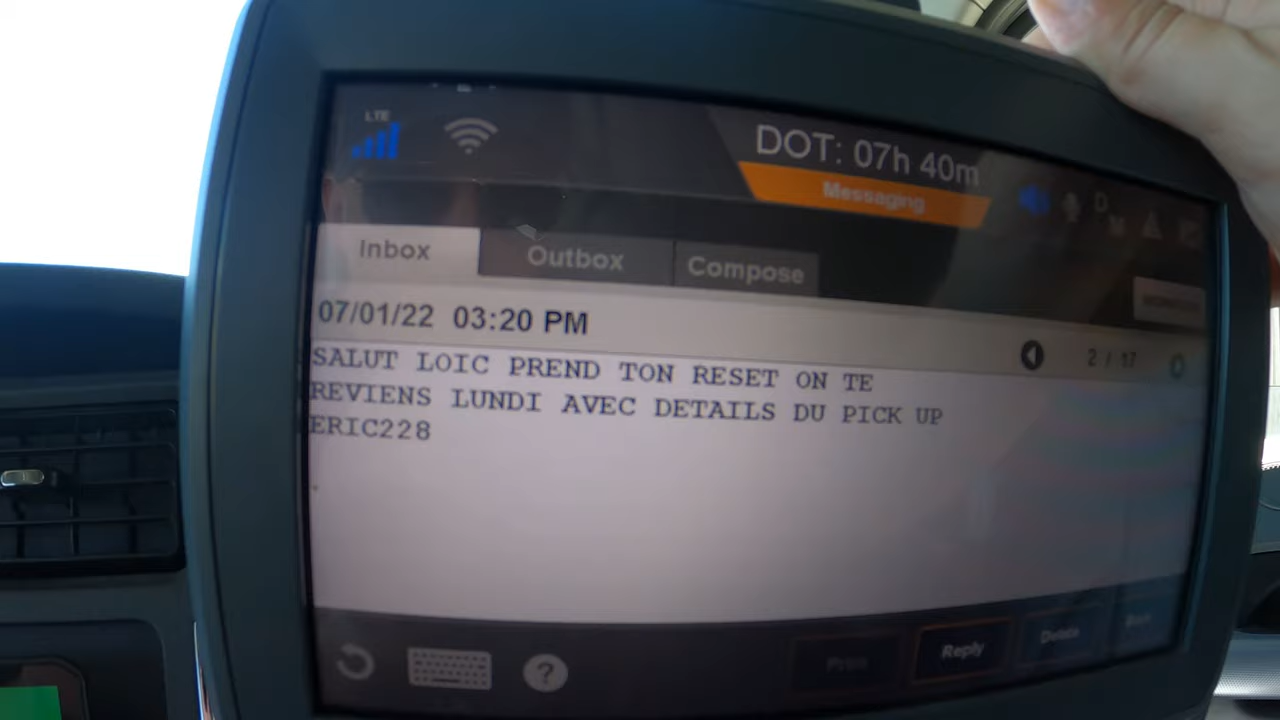 LTE
DOT: 07h 40m
Messaging
D
Inbox
Outbox
Compose
07/01/22 03:20 PM
2 / 17
SALUT LOIC PREND TON RESET ON TE
REVIENS LUNDI AVEC DETAILS DU PICK UP
ERIC228
?
Reply
Delete